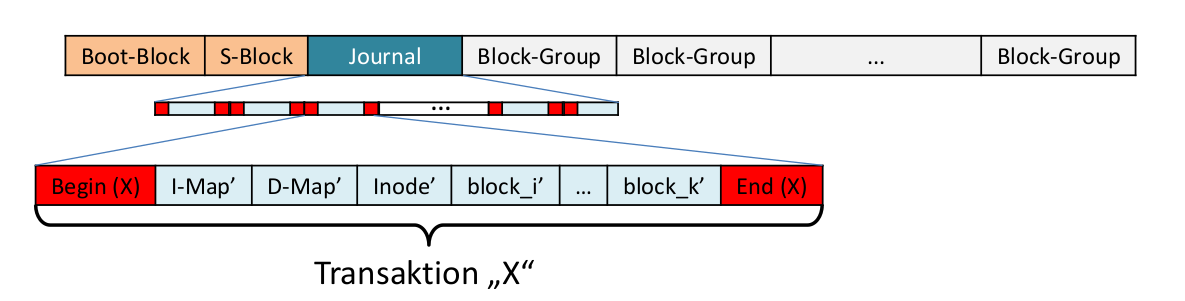 Boot-Block S-Block Journal Block-Group Block-Group ... Block-Group
...
Begin (X) I-Map’ D-Map’ Inode’ block_i’ ... block_k’ End (X)
Transaktion „X“